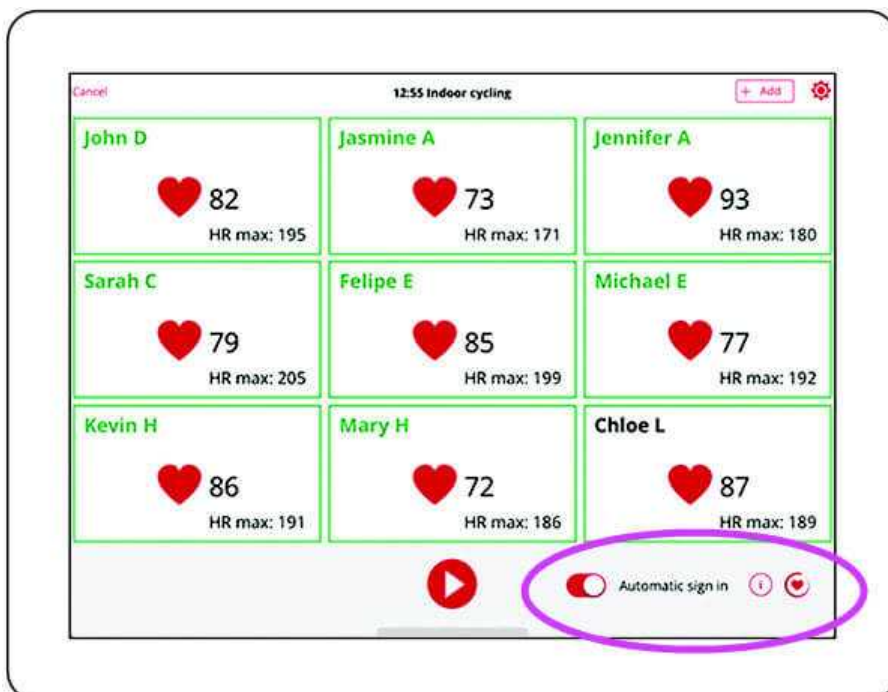 Cancel
12:55 Indoor cycling
+ Add
John D
82
HR max: 195
Jasmine A
73
HR max: 171
Jennifer A
93
HR max: 180
Sarah C
79
HR max: 205
Felipe E
85
HR max: 199
Michael E
77
HR max: 192
Kevin H
86
HR max: 191
Mary H
72
HR max: 186
Chloe L
87
HR max: 189
Automatic sign in
i